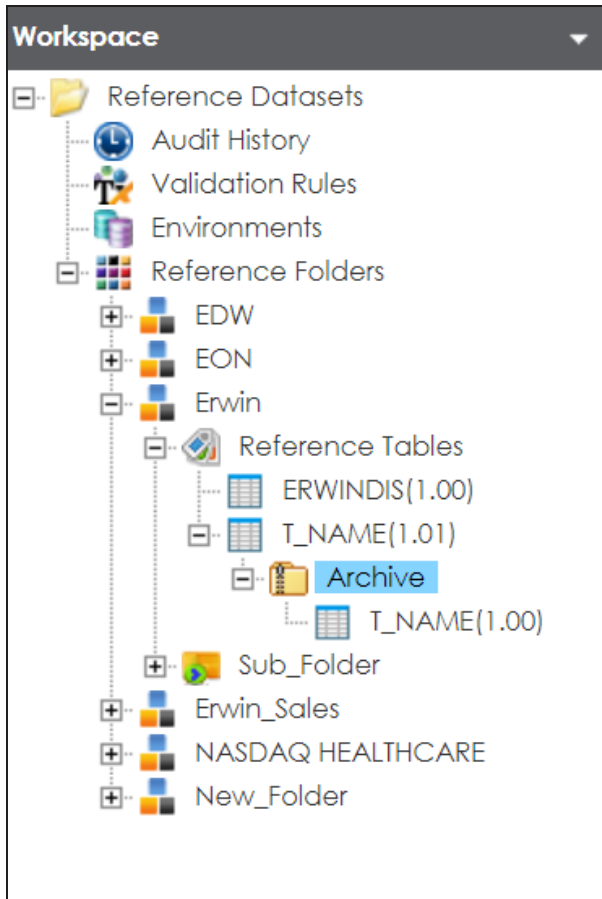 Workspace
Reference Datasets
Audit History
Validation Rules
Environments
Reference Folders
EDW
EON
Erwin
Reference Tables
ERWINDIS(1.00)
T_NAME(1.01)
Archive
T_NAME(1.00)
Sub_Folder
Erwin_Sales
NASDAQ HEALTHCARE
New_Folder